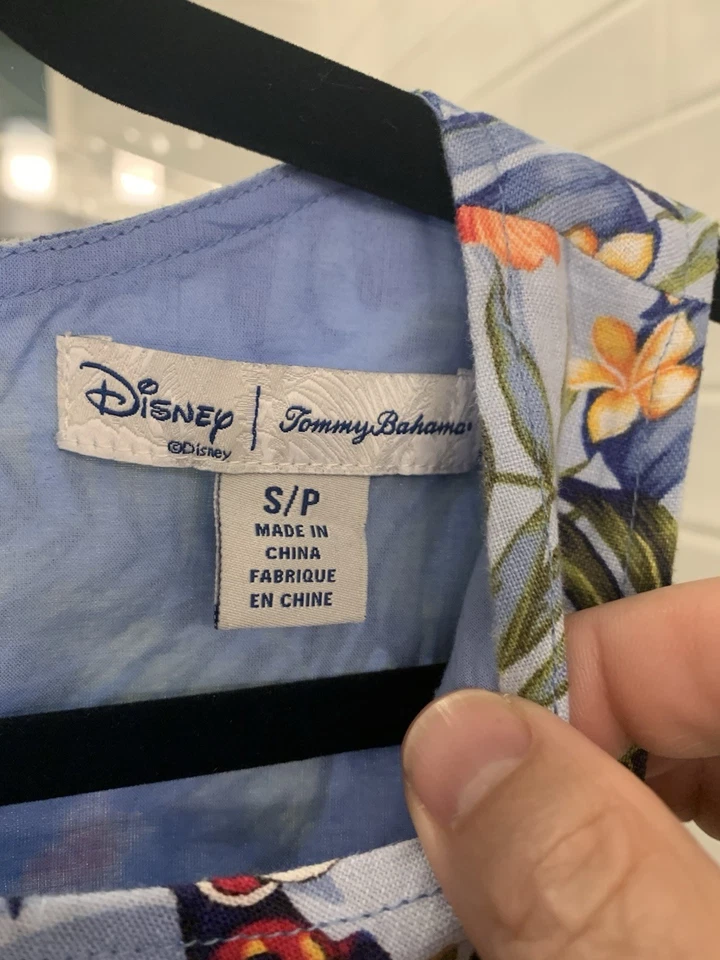 Disney | Tommy Bahama
©Disney
S/P
MADE IN
CHINA
FABRIQUE
EN CHINE